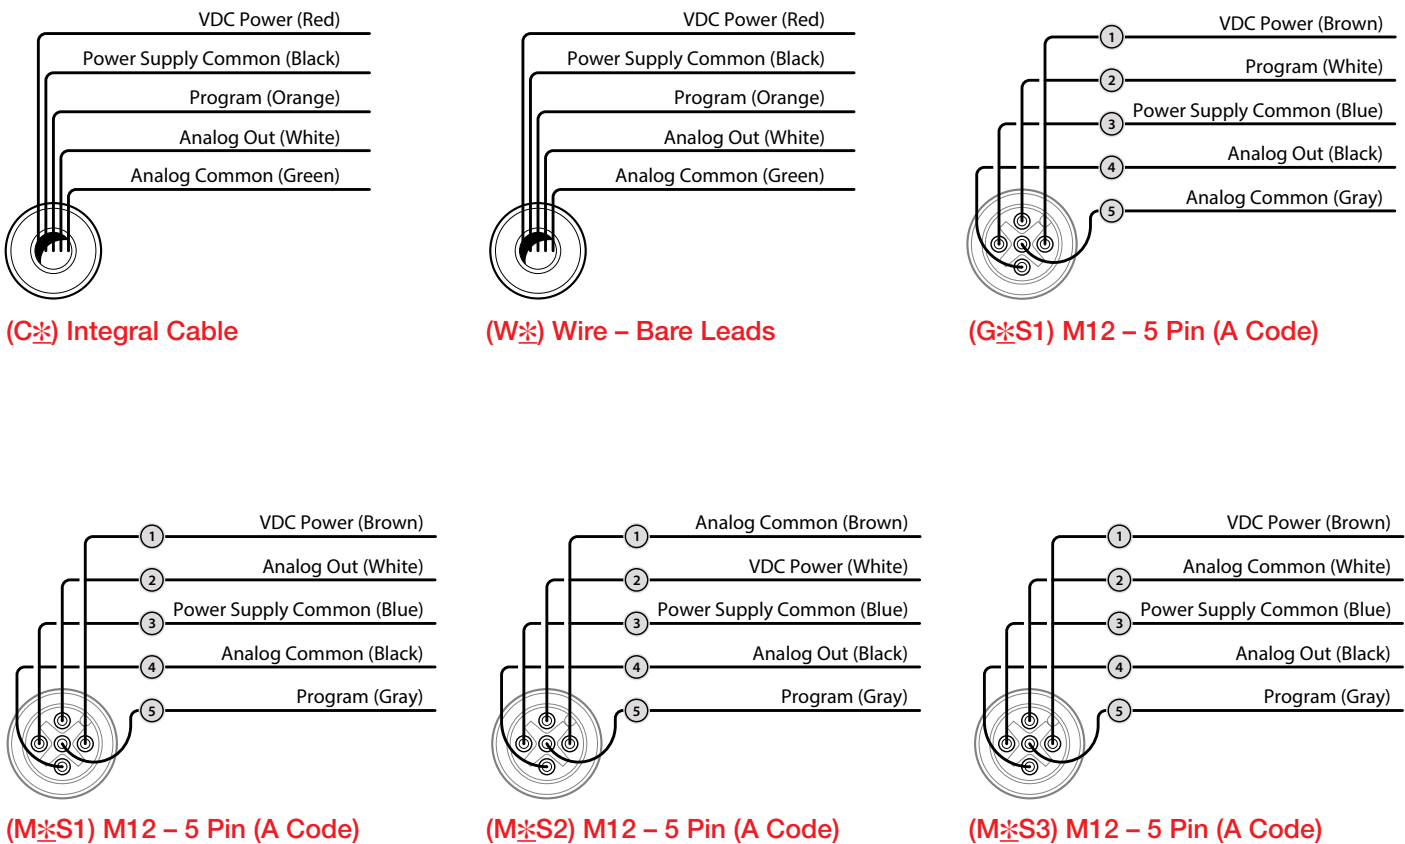 VDC Power (Red)
Power Supply Common (Black)
Program (Orange)
Analog Out (White)
Analog Common (Green)
(C✻) Integral Cable
VDC Power (Red)
Power Supply Common (Black)
Program (Orange)
Analog Out (White)
Analog Common (Green)
(W✻) Wire – Bare Leads
1 VDC Power (Brown)
2 Program (White)
3 Power Supply Common (Blue)
4 Analog Out (Black)
5 Analog Common (Gray)
(G✻S1) M12 – 5 Pin (A Code)
1 VDC Power (Brown)
2 Analog Out (White)
3 Power Supply Common (Blue)
4 Analog Common (Black)
5 Program (Gray)
(M✻S1) M12 – 5 Pin (A Code)
1 Analog Common (Brown)
2 VDC Power (White)
3 Power Supply Common (Blue)
4 Analog Out (Black)
5 Program (Gray)
(M✻S2) M12 – 5 Pin (A Code)
1 VDC Power (Brown)
2 Analog Common (White)
3 Power Supply Common (Blue)
4 Analog Out (Black)
5 Program (Gray)
(M✻S3) M12 – 5 Pin (A Code)